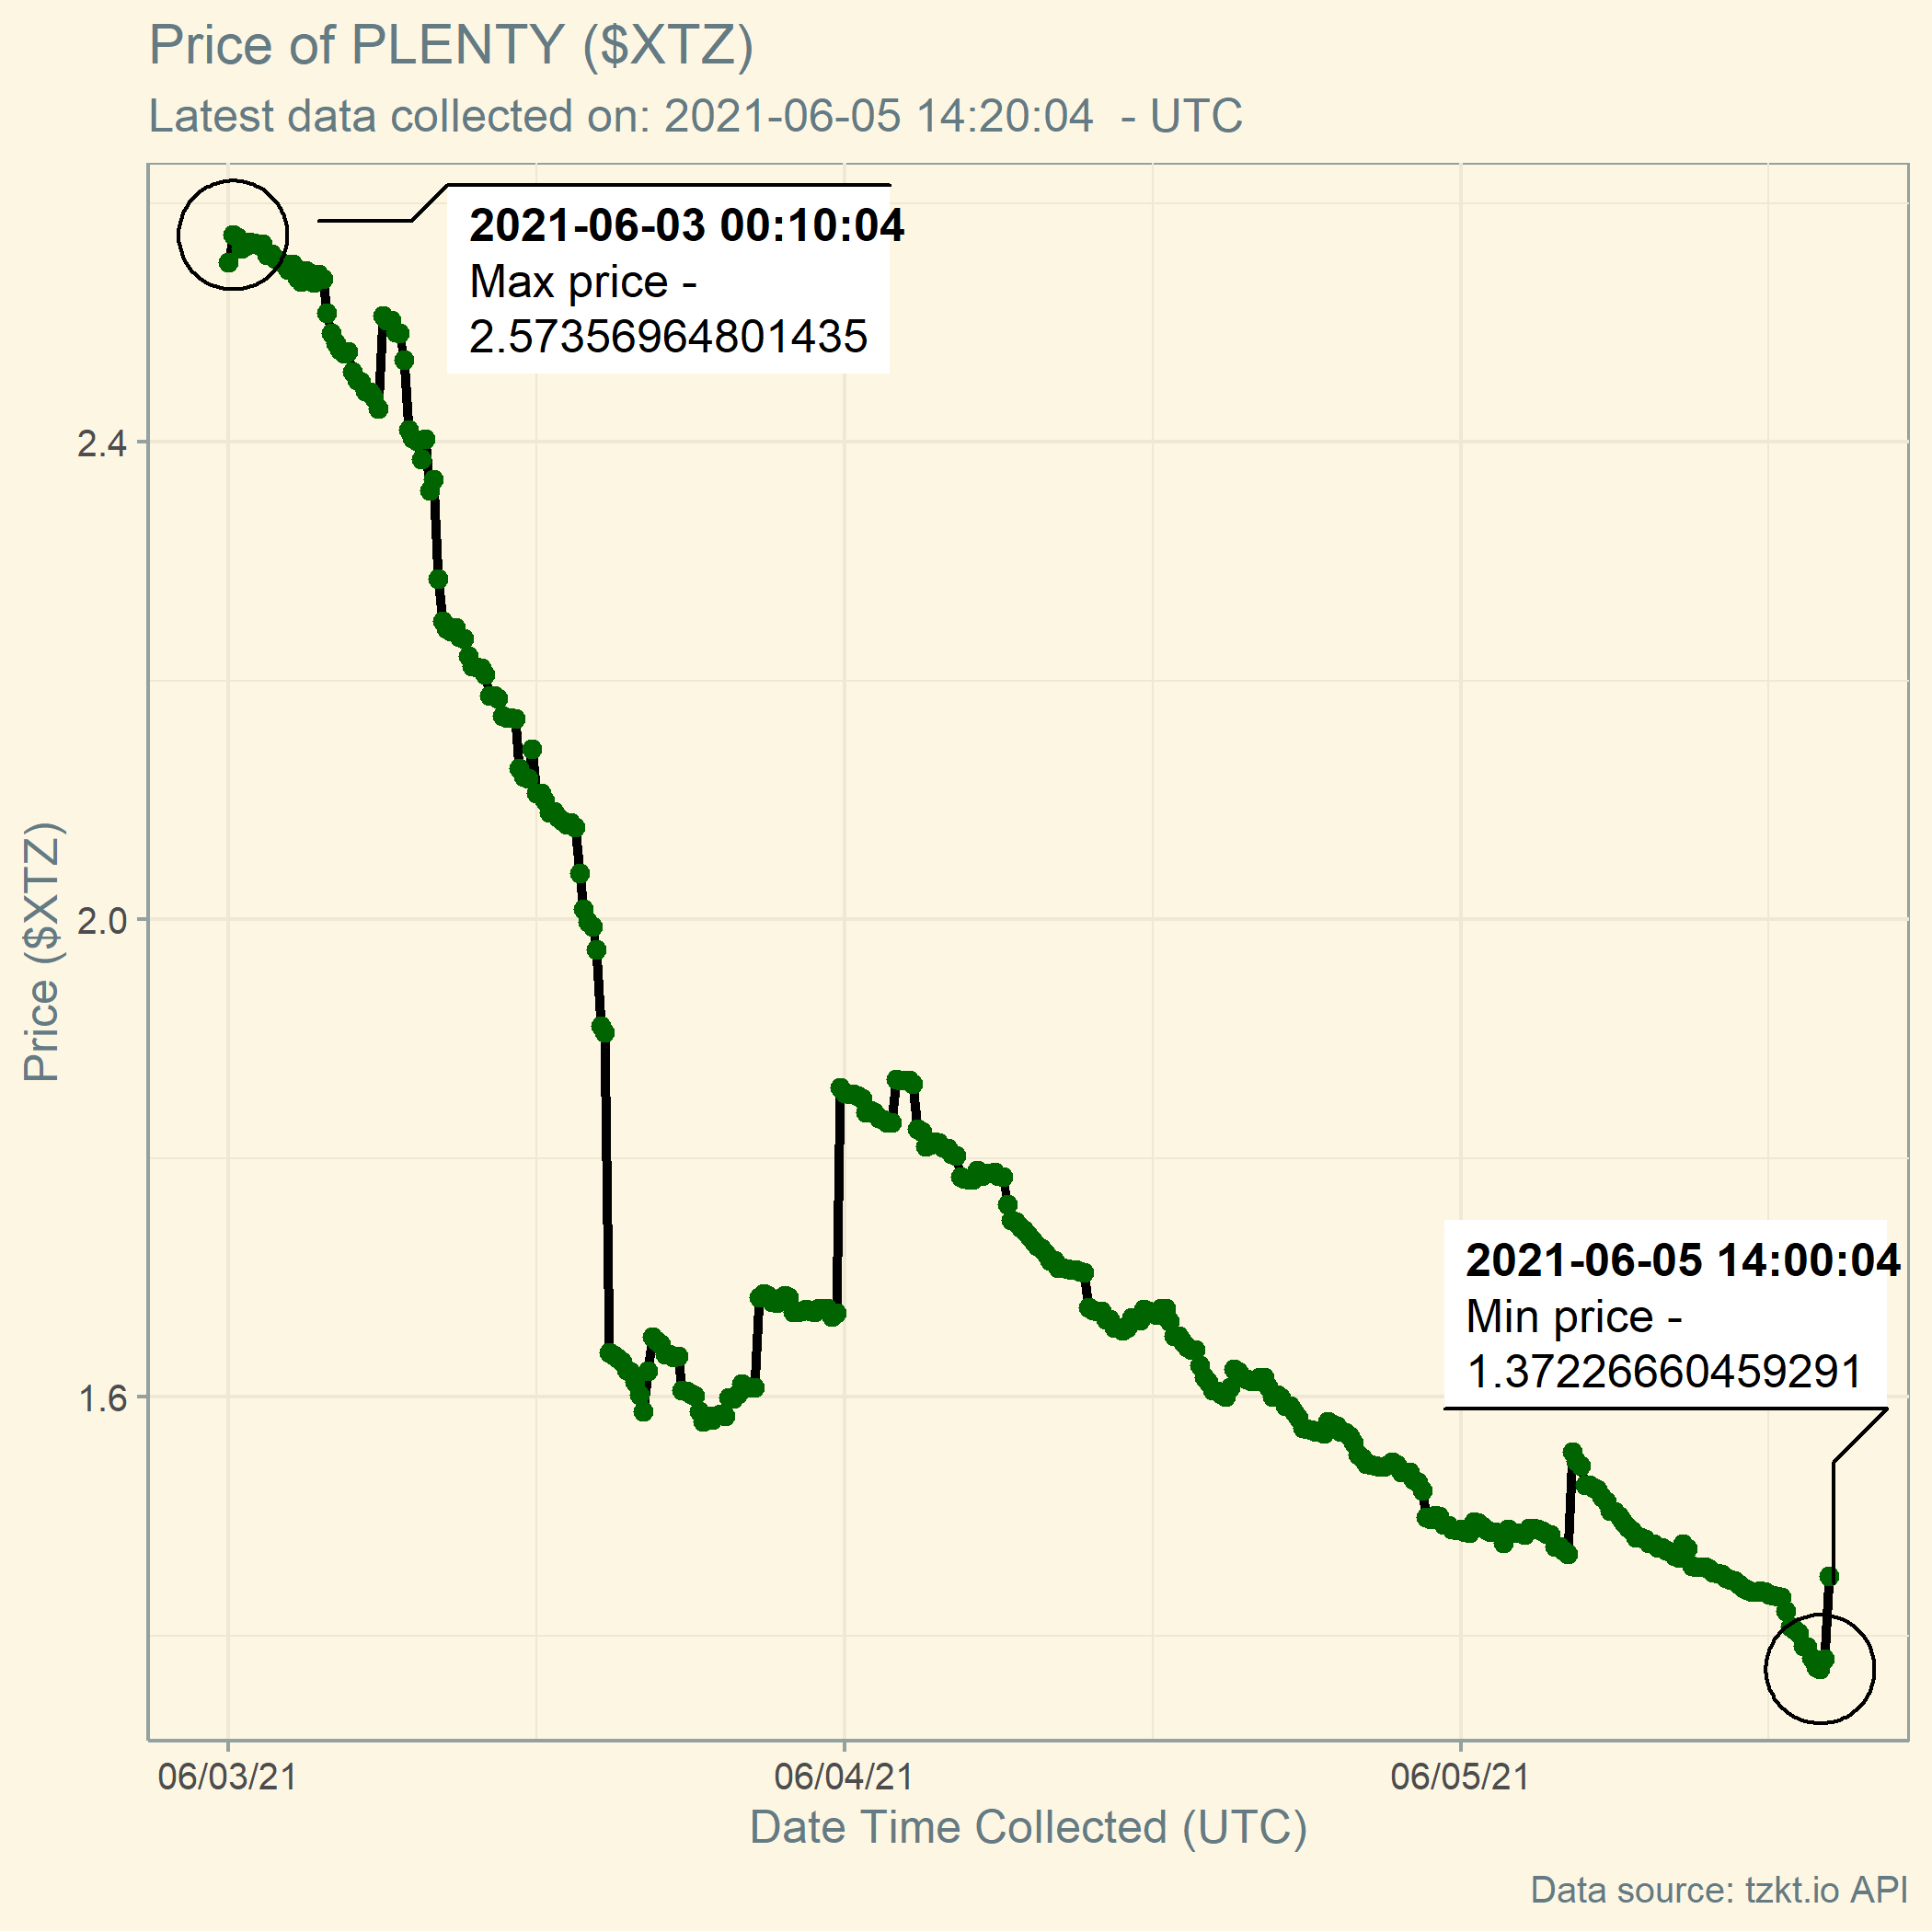 Price of PLENTY ($XTZ)
Latest data collected on: 2021-06-05 14:20:04  - UTC
2021-06-03 00:10:04
Max price -
2.57356964801435
2.4
2.0
1.6
Price ($XTZ)
2021-06-05 14:00:04
Min price -
1.37226660459291
06/03/21
06/04/21
06/05/21
Date Time Collected (UTC)
Data source: tzkt.io API